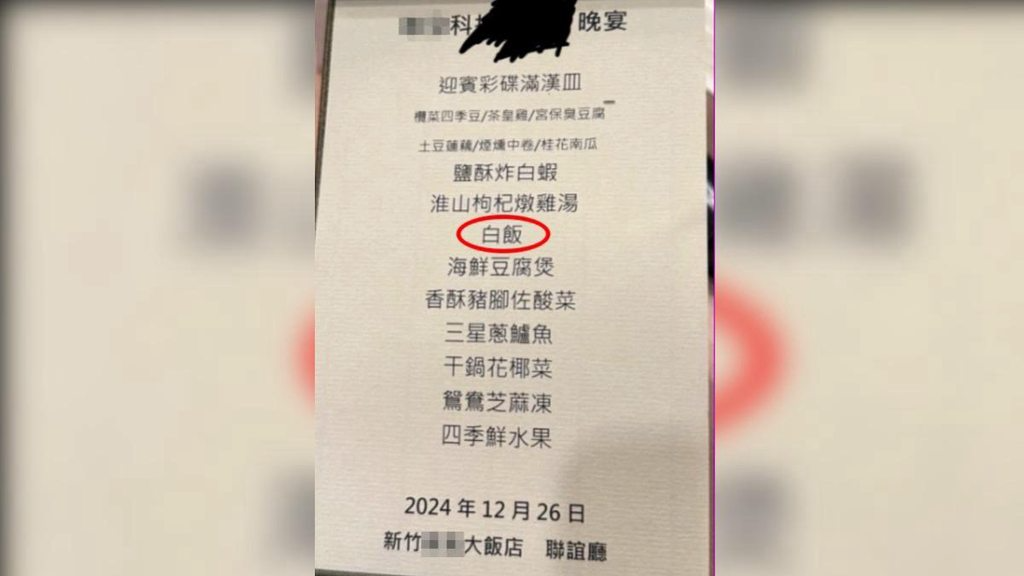 科 晚宴
迎賓彩碟滿漢皿
欖菜四季豆/茶皇雞/宮保臭豆腐
土豆蓮藕/煙燻中卷/桂花南瓜
鹽酥炸白蝦
淮山枸杞燉雞湯
白飯
海鮮豆腐煲
香酥豬腳佐酸菜
三星蔥鱸魚
干鍋花椰菜
鴛鴦芝蔴凍
四季鮮水果
2024 年 12 月 26 日
新竹 大飯店 聯誼廳